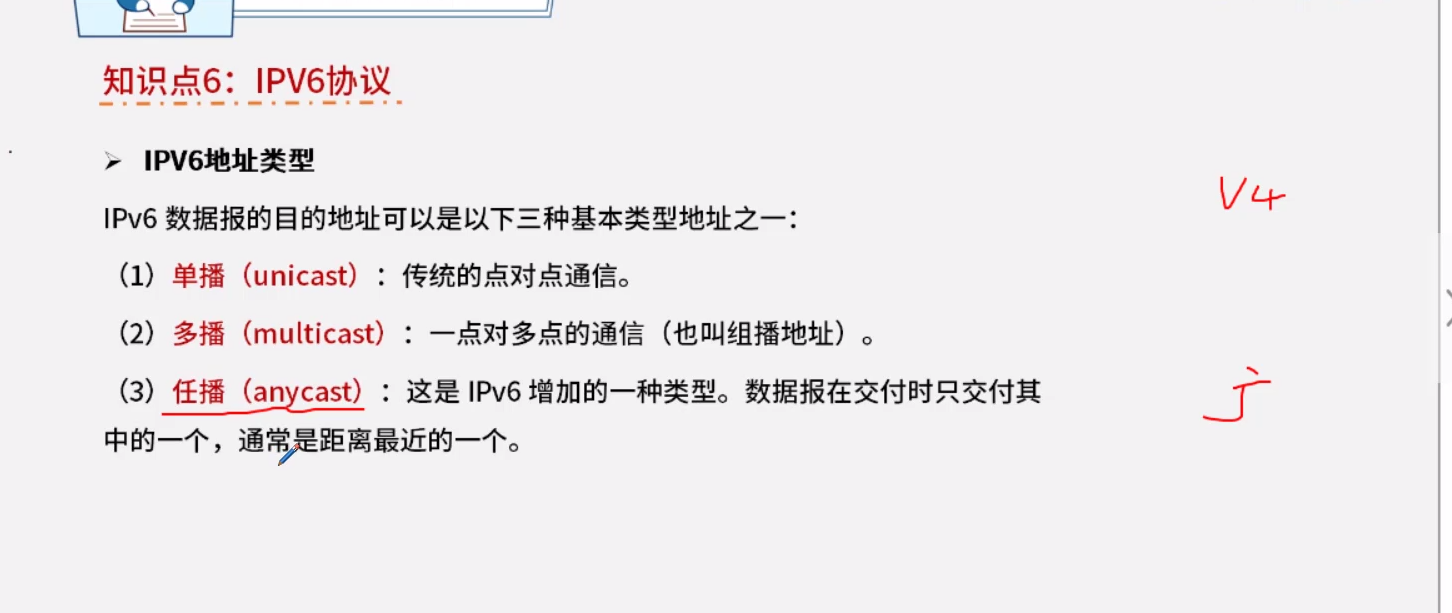 知识点6：IPV6协议
➢ IPV6地址类型
V4
IPv6 数据报的目的地址可以是以下三种基本类型地址之一：
（1）单播（unicast）：传统的点对点通信。
（2）多播（multicast）：一点对多点的通信（也叫组播地址）。
（3）任播（anycast）：这是 IPv6 增加的一种类型。数据报在交付时只交付其
中的一个，通常是距离最近的一个。